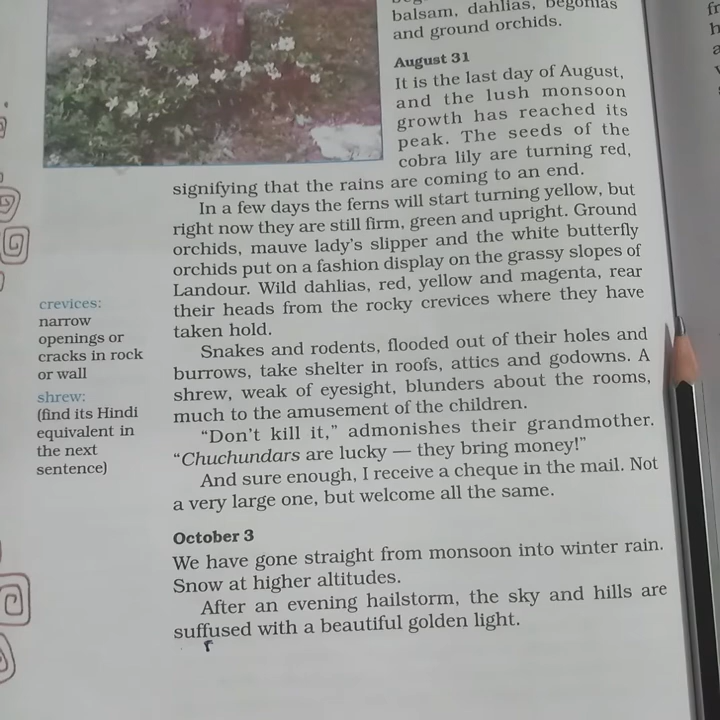 balsam, dahlias, begonias
and ground orchids.
August 31
It is the last day of August,
and the lush monsoon
growth has reached its
peak. The seeds of the
cobra lily are turning red,
signifying that the rains are coming to an end.
In a few days the ferns will start turning yellow, but
right now they are still firm, green and upright. Ground
orchids, mauve lady's slipper and the white butterfly
orchids put on a fashion display on the grassy slopes of
Landour. Wild dahlias, red, yellow and magenta, rear
their heads from the rocky crevices where they have
taken hold.
crevices:
narrow
openings or
cracks in rock
or wall
shrew:
(find its Hindi
equivalent in
the next
sentence)
Snakes and rodents, flooded out of their holes and
burrows, take shelter in roofs, attics and godowns. A
shrew, weak of eyesight, blunders about the rooms,
much to the amusement of the children.
“Don't kill it,” admonishes their grandmother.
“Chuchundars are lucky — they bring money!”
And sure enough, I receive a cheque in the mail. Not
a very large one, but welcome all the same.
October 3
We have gone straight from monsoon into winter rain.
Snow at higher altitudes.
After an evening hailstorm, the sky and hills are
suffused with a beautiful golden light.